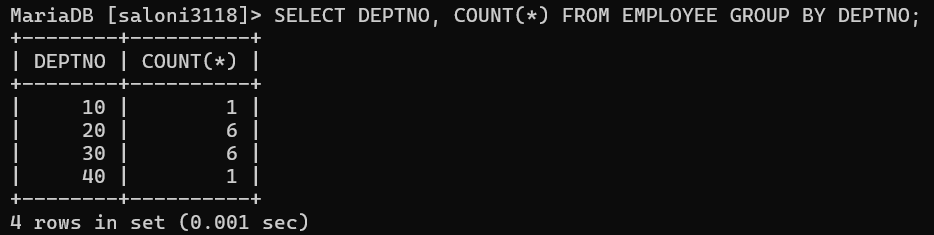 MariaDB [saloni3118]> SELECT DEPTNO, COUNT(*) FROM EMPLOYEE GROUP BY DEPTNO;
+--------+----------+
| DEPTNO | COUNT(*) |
+--------+----------+
|     10 |        1 |
|     20 |        6 |
|     30 |        6 |
|     40 |        1 |
+--------+----------+
4 rows in set (0.001 sec)